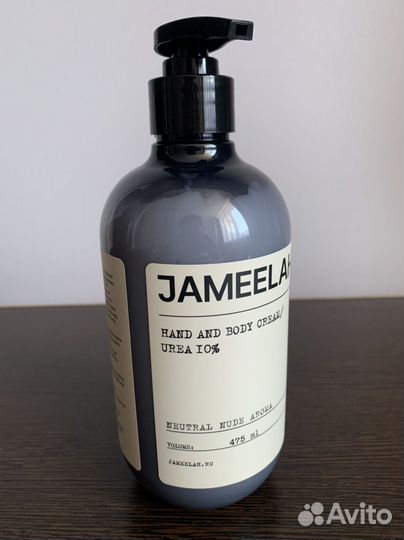 JAMEELAH
HAND AND BODY CREAM/
UREA 10%
NEUTRAL NUDE AROMA
VOLUME: 475 ml
JAMEELAH.RU
Avito